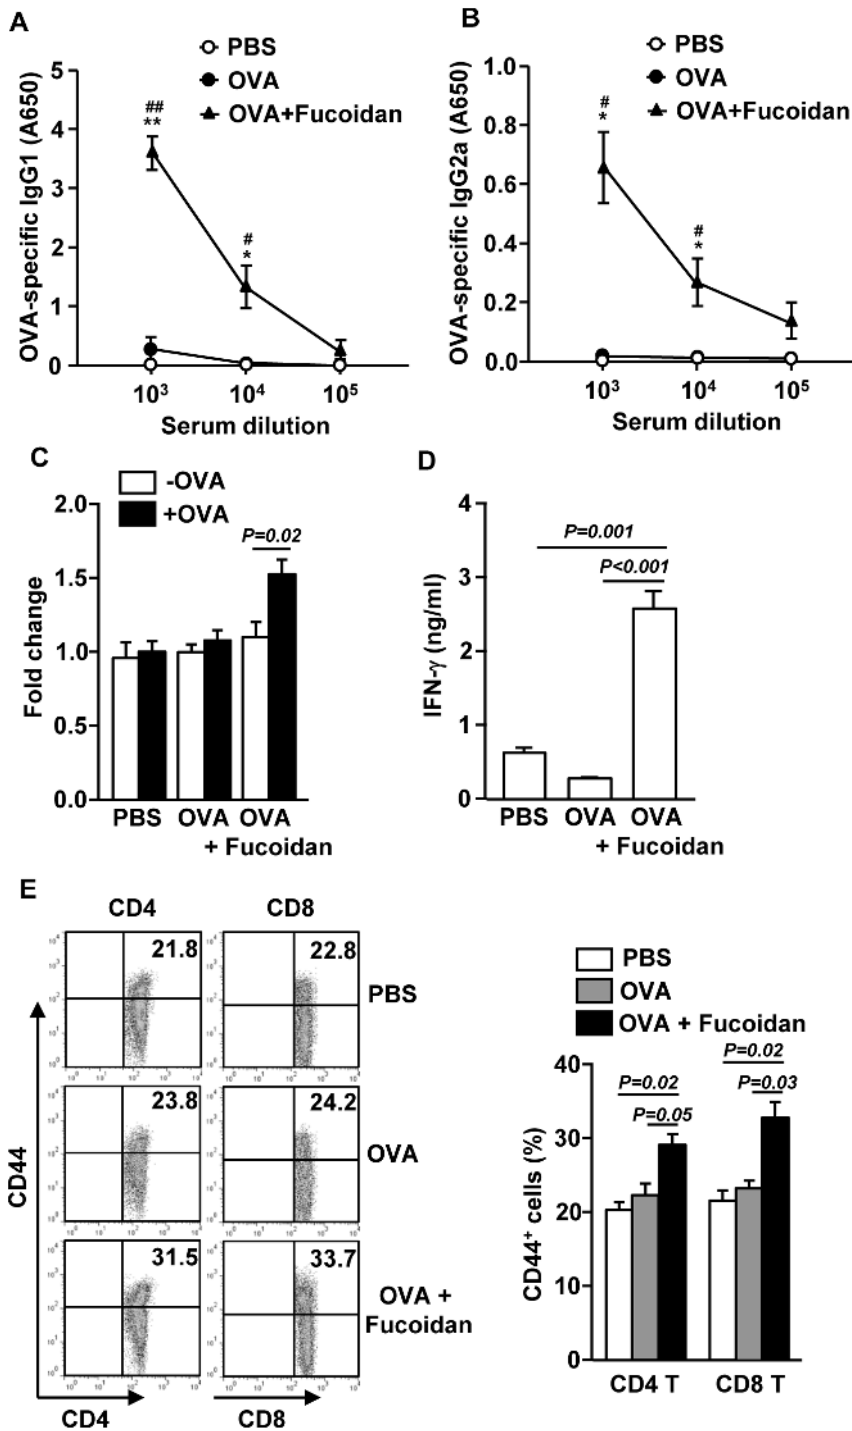 A
PBS
OVA
OVA+Fucoidan
OVA-specific IgG1 (A650)
5
4
3
2
1
0
##
**
#
*
10³
10⁴
10⁵
Serum dilution
B
PBS
OVA
OVA+Fucoidan
OVA-specific IgG2a (A650)
1.0
0.8
0.6
0.4
0.2
0.0
#
*
#
*
10³
10⁴
10⁵
Serum dilution
C
-OVA
+OVA
Fold change
2.0
1.5
1.0
0.5
0.0
P=0.02
PBS OVA OVA
+ Fucoidan
D
IFN-γ (ng/ml)
4
3
2
1
0
P=0.001
P<0.001
PBS OVA OVA
+ Fucoidan
E
CD4 CD8
21.8 22.8
PBS
23.8 24.2
OVA
31.5 33.7
OVA +
Fucoidan
CD44
CD4 CD8
PBS
OVA
OVA + Fucoidan
CD44⁺ cells (%)
40
30
20
10
0
P=0.02
P=0.05
P=0.02
P=0.03
CD4 T CD8 T